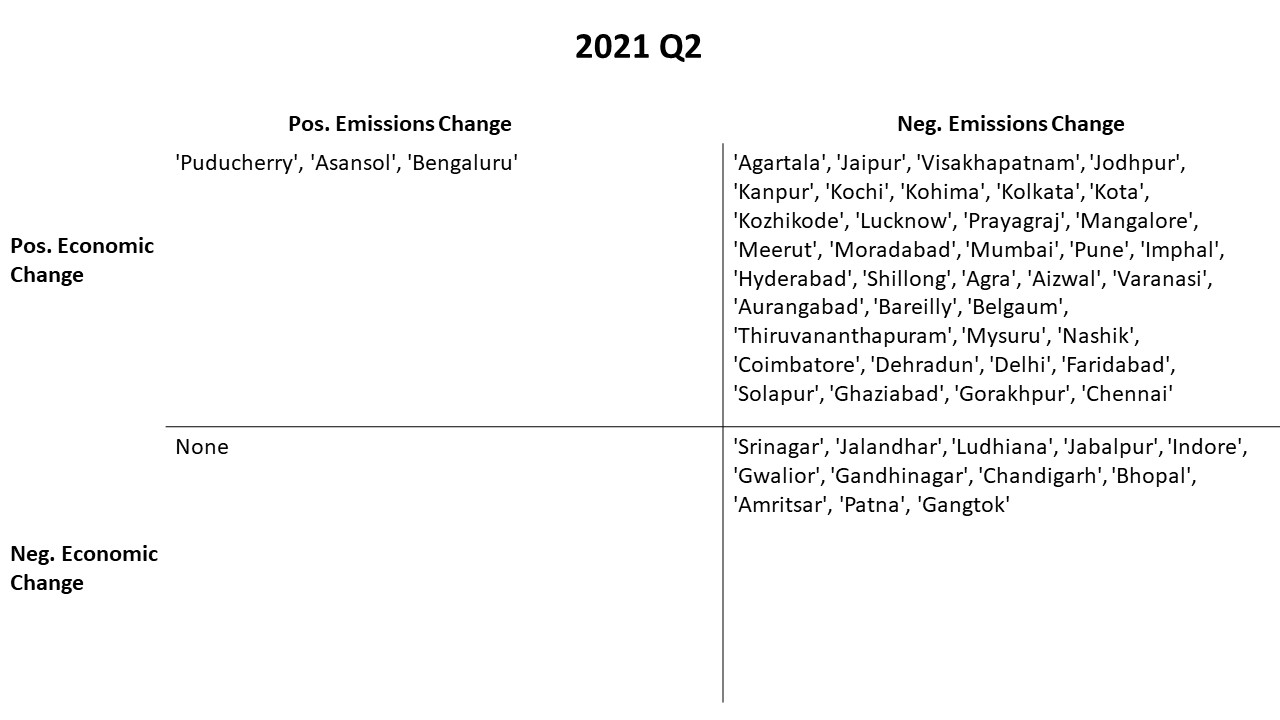 2021 Q2
Pos. Emissions Change
Neg. Emissions Change
Pos. Economic
Change
'Puducherry', 'Asansol', 'Bengaluru'
'Agartala', 'Jaipur', 'Visakhapatnam', 'Jodhpur',
'Kanpur', 'Kochi', 'Kohima', 'Kolkata', 'Kota',
'Kozhikode', 'Lucknow', 'Prayagraj', 'Mangalore',
'Meerut', 'Moradabad', 'Mumbai', 'Pune', 'Imphal',
'Hyderabad', 'Shillong', 'Agra', 'Aizwal', 'Varanasi',
'Aurangabad', 'Bareilly', 'Belgaum',
'Thiruvananthapuram', 'Mysuru', 'Nashik',
'Coimbatore', 'Dehradun', 'Delhi', 'Faridabad',
'Solapur', 'Ghaziabad', 'Gorakhpur', 'Chennai'
Neg. Economic
Change
None
'Srinagar', 'Jalandhar', 'Ludhiana', 'Jabalpur', 'Indore',
'Gwalior', 'Gandhinagar', 'Chandigarh', 'Bhopal',
'Amritsar', 'Patna', 'Gangtok'